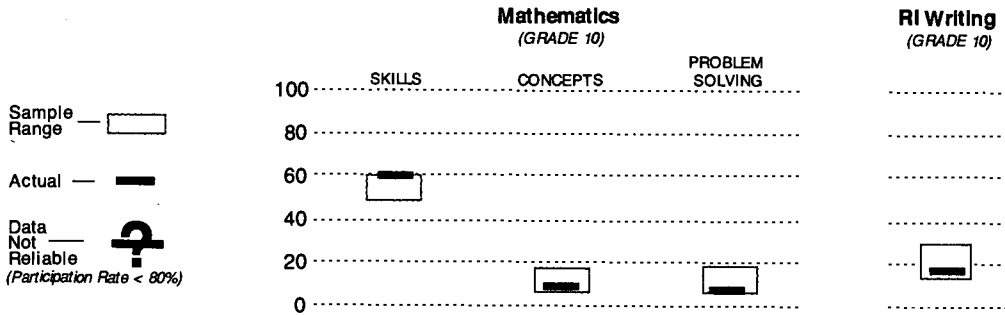 Mathematics
(GRADE 10)
RI Writing
(GRADE 10)
SKILLS
CONCEPTS
PROBLEM
SOLVING
100
80
60
40
20
0
Sample
Range
Actual
Data
Not
Reliable
(Participation Rate < 80%)